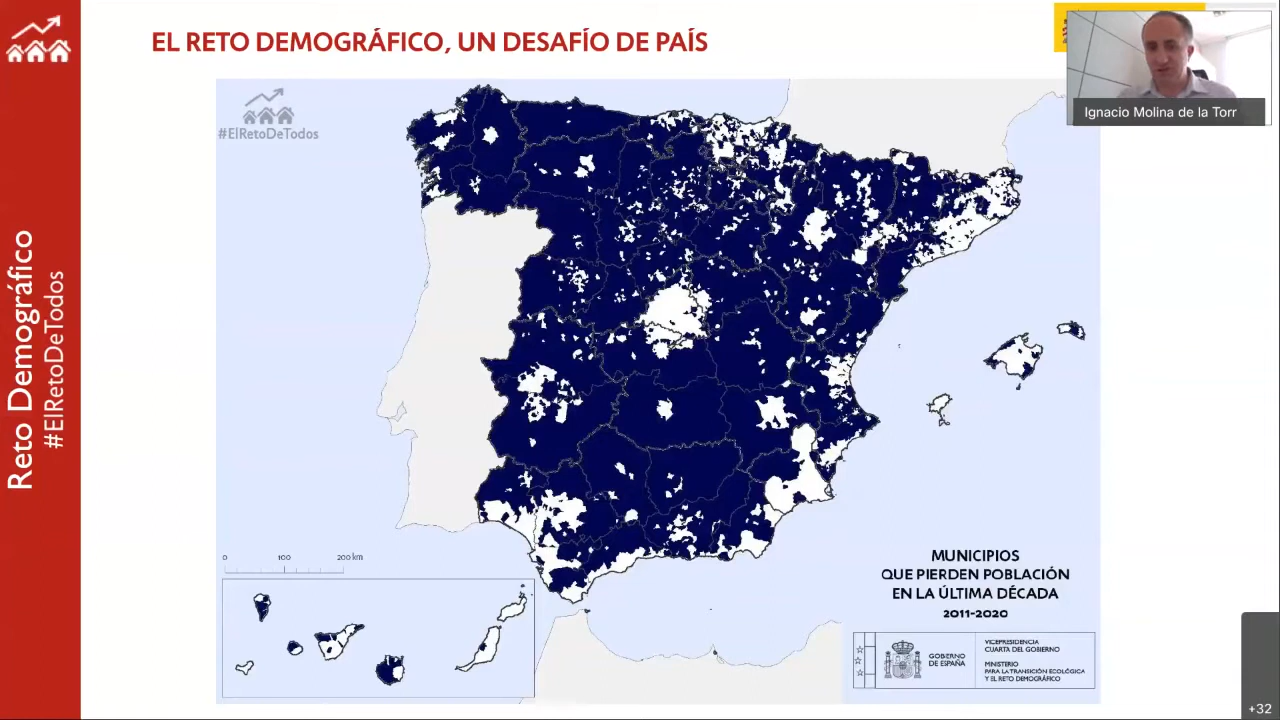 EL RETO DEMOGRÁFICO, UN DESAFÍO DE PAÍS
Ignacio Molina de la Torr
#ElRetoDeTodos
Reto Demográfico
#ElRetoDeTodos
0 100 200 km
MUNICIPIOS
QUE PIERDEN POBLACIÓN
EN LA ÚLTIMA DÉCADA
2011-2020
GOBIERNO
DE ESPAÑA
VICEPRESIDENCIA
CUARTA DEL GOBIERNO
MINISTERIO
PARA LA TRANSICIÓN ECOLÓGICA
Y EL RETO DEMOGRÁFICO
+32